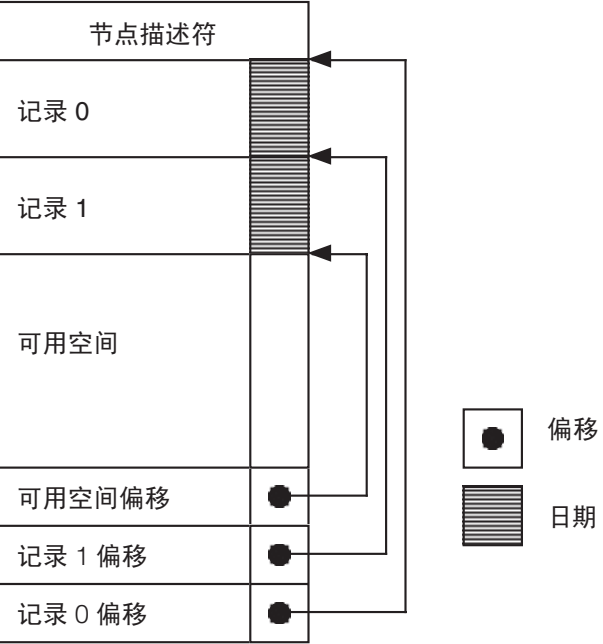 节点描述符
记录 0
记录 1
可用空间
可用空间偏移
记录 1 偏移
记录 0 偏移
偏移
日期